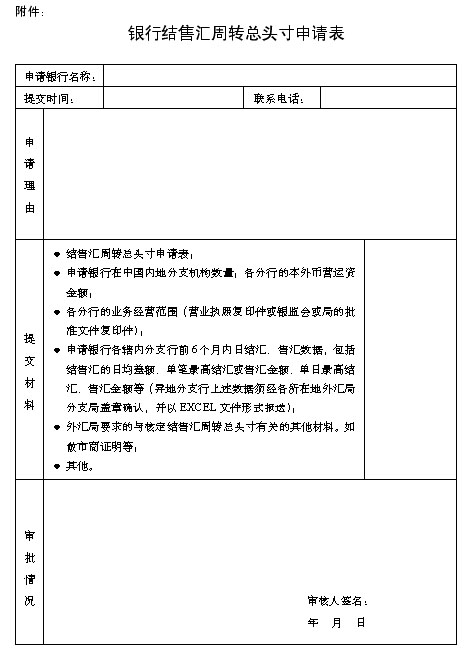 附件:
银行结售汇周转总头寸申请表
申请银行名称:
提交时间: 联系电话:
申请理由
提交材料
● 结售汇周转总头寸申请表;
● 申请银行在中国内地分支机构数量;各分行的本外币营运资
金额;
● 各分行的业务经营范围(营业执照复印件或银监会或局的批
准文件复印件);
● 申请银行各辖内分支行前6个月内日结汇、售汇数据,包括
结售汇的日均差额、单笔最高结汇或售汇金额、单日最高结
汇、售汇金额等(异地分支行上述数据须经各所在地外汇局
分支局盖章确认,并以EXCEL文件形式报送);
● 外汇局要求的与核定结售汇周转总头寸有关的其他材料。如
做市商证明等;
● 其他。
审批情况
审核人签名:
年 月 日